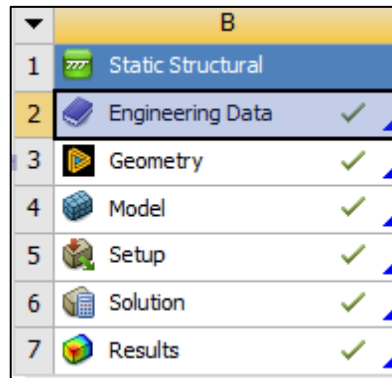 B
1 Static Structural
2 Engineering Data
3 Geometry
4 Model
5 Setup
6 Solution
7 Results